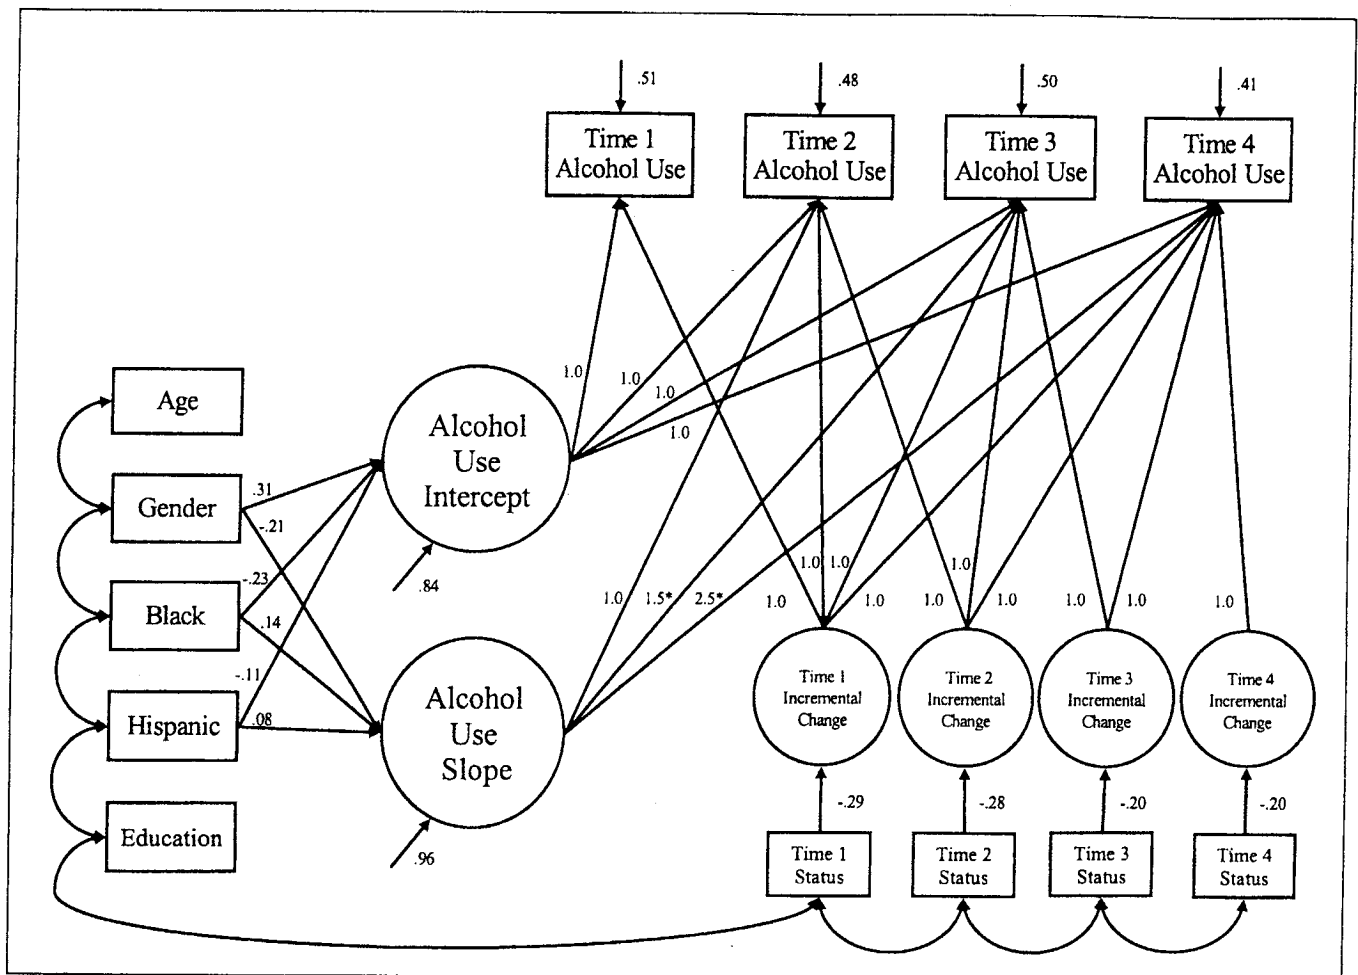 .51
.48
.50
.41
Time 1
Alcohol Use
Time 2
Alcohol Use
Time 3
Alcohol Use
Time 4
Alcohol Use
1.0
1.0
1.0
1.0
Age
Gender
Black
Hispanic
Education
.31
-.21
-.23
.14
-.11
.08
Alcohol
Use
Intercept
.84
Alcohol
Use
Slope
.96
1.0
1.5*
2.5*
1.0
1.0
1.0
1.0
1.0
1.0
1.0
1.0
1.0
1.0
Time 1
Incremental
Change
Time 2
Incremental
Change
Time 3
Incremental
Change
Time 4
Incremental
Change
-.29
-.28
-.20
-.20
Time 1
Status
Time 2
Status
Time 3
Status
Time 4
Status